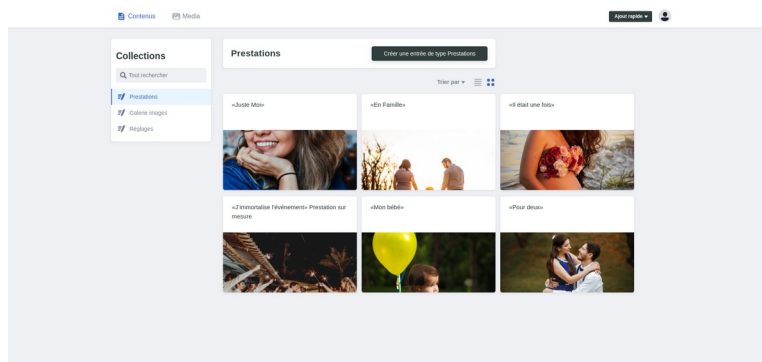 Contenus
Media
Ajout rapide
Collections
Tout rechercher
Prestations
Galerie images
Réglages
Prestations
Créer une entrée de type Prestations
Trier par
«Juste Moi»
«En Famille»
«Il était une fois»
«J'immortalise l'événement» Prestation sur
mesure
«Mon bébé»
«Pour deux»